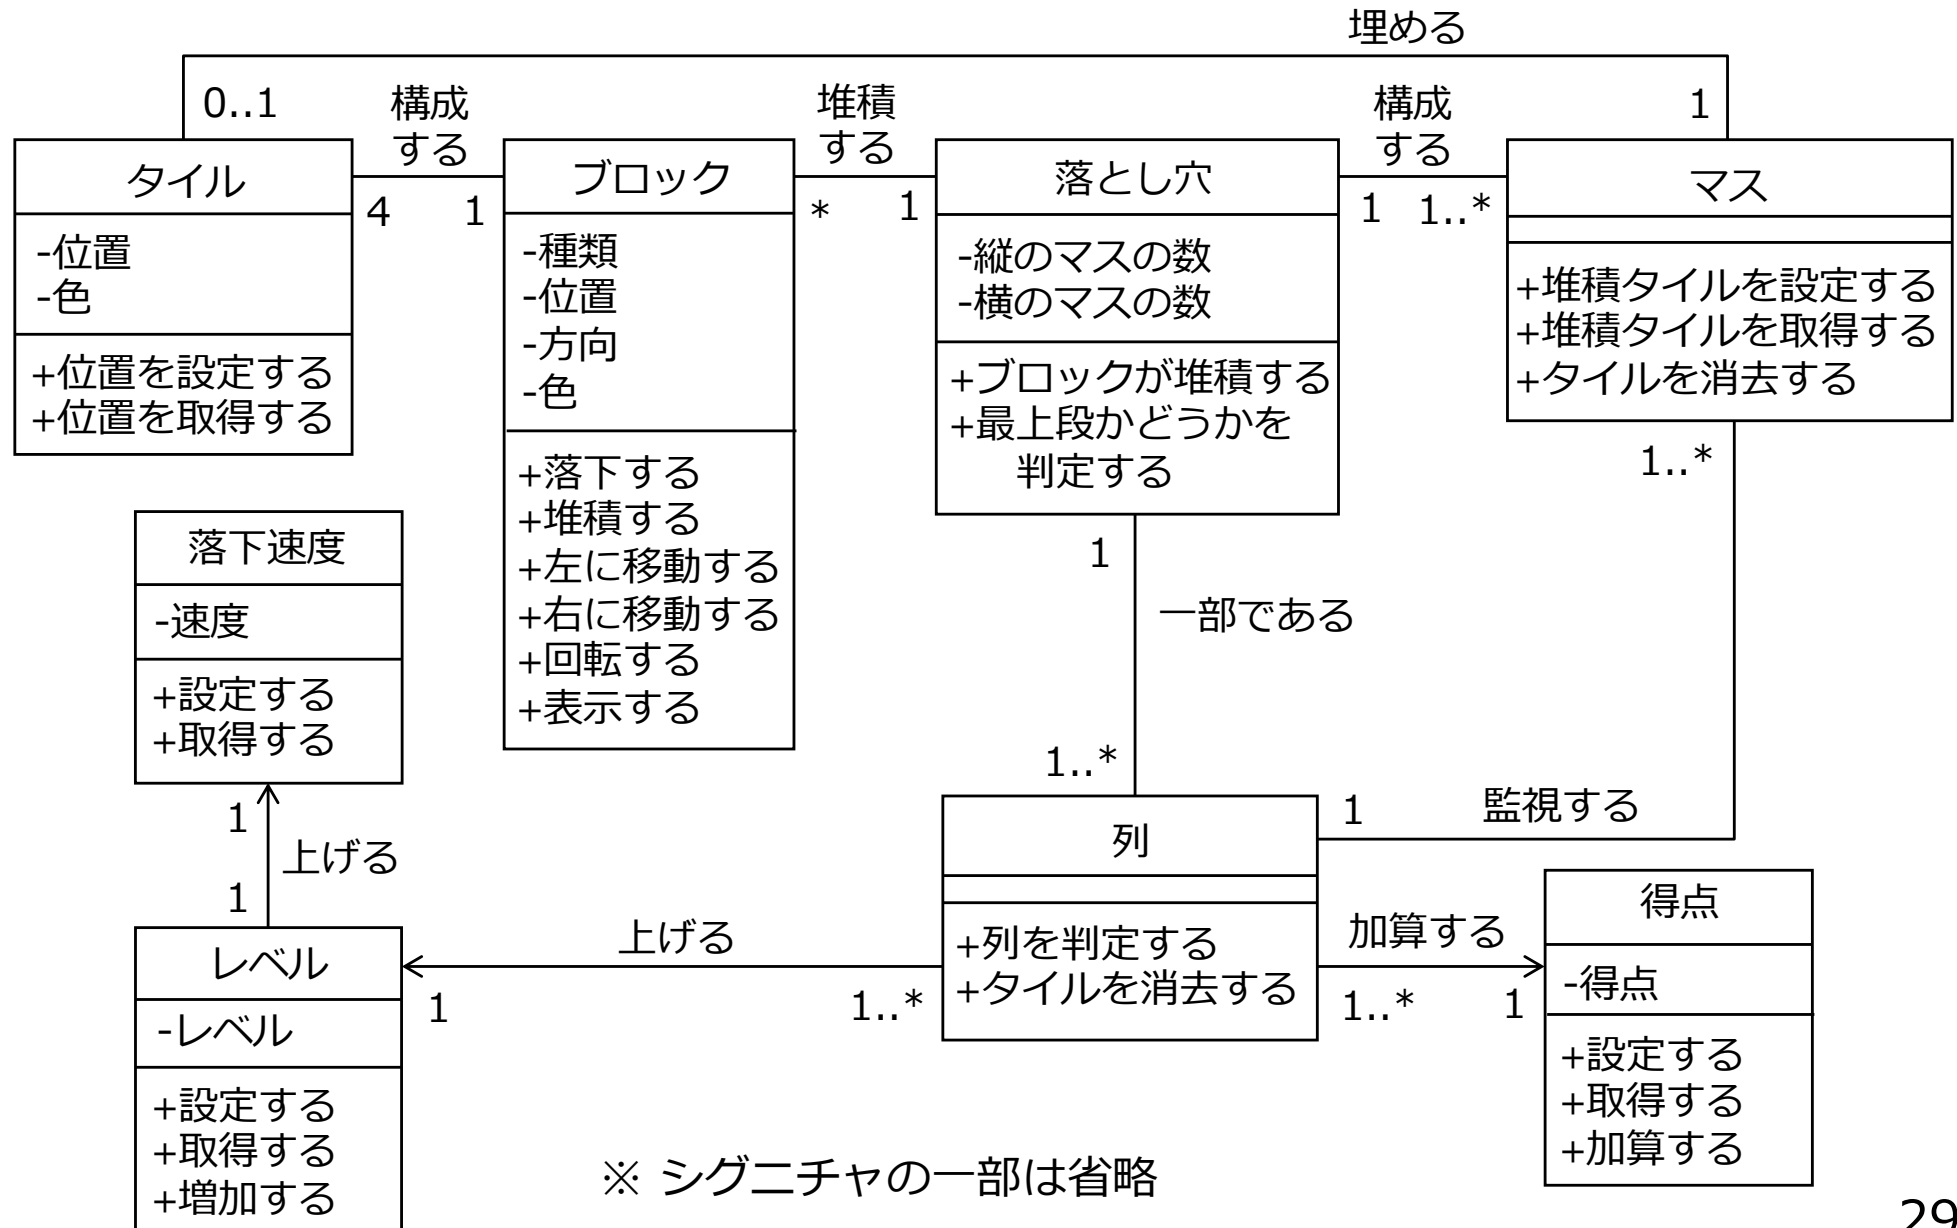 埋める
0..1
構成
する
堆積
する
構成
する
1
タイル
-位置
-色
+位置を設定する
+位置を取得する
4
1
ブロック
-種類
-位置
-方向
-色
+落下する
+堆積する
+左に移動する
+右に移動する
+回転する
+表示する
*
1
落とし穴
-縦のマスの数
-横のマスの数
+ブロックが堆積する
+最上段かどうかを
判定する
1
1..*
マス
+堆積タイルを設定する
+堆積タイルを取得する
+タイルを消去する
1..*
1
一部である
1..*
落下速度
-速度
+設定する
+取得する
1
上げる
1
レベル
-レベル
+設定する
+取得する
+増加する
上げる
1
1..*
列
+列を判定する
+タイルを消去する
1
監視する
加算する
1..*
1
得点
-得点
+設定する
+取得する
+加算する
※ シグニチャの一部は省略
29